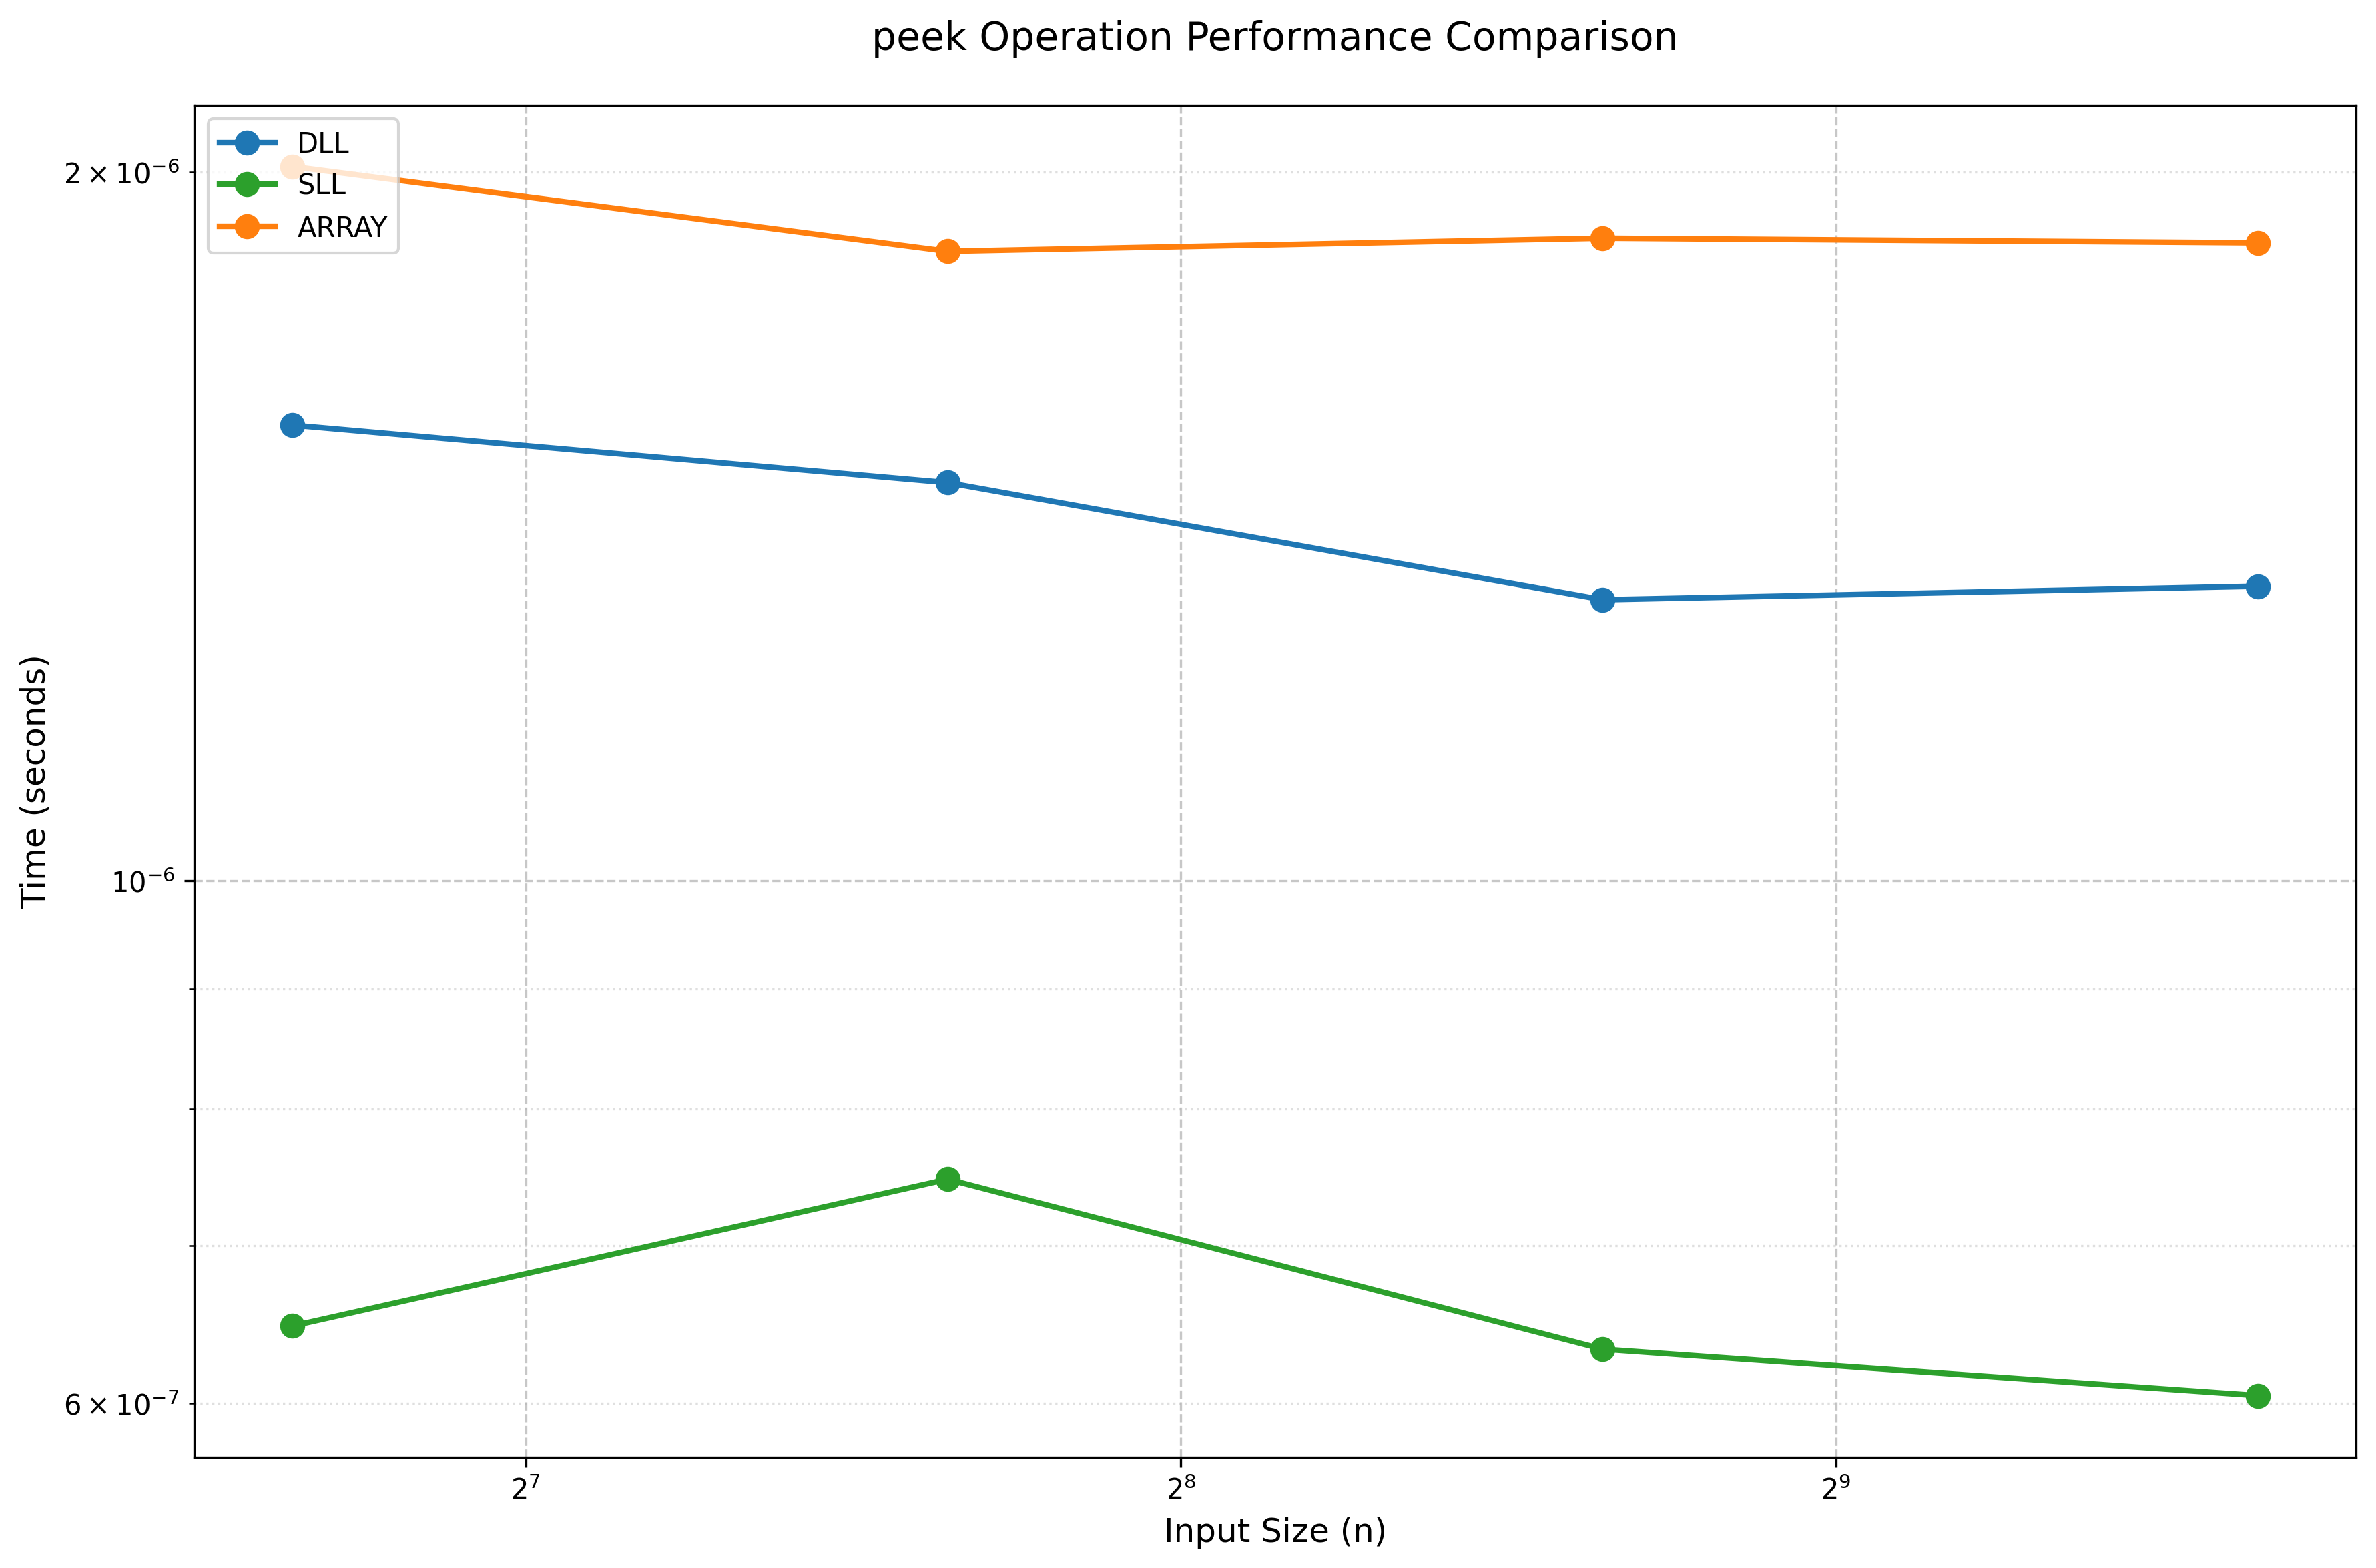 peek Operation Performance Comparison
DLL
SLL
ARRAY
2 × 10⁻⁶
10⁻⁶
6 × 10⁻⁷
Time (seconds)
2⁷
2⁸
2⁹
Input Size (n)